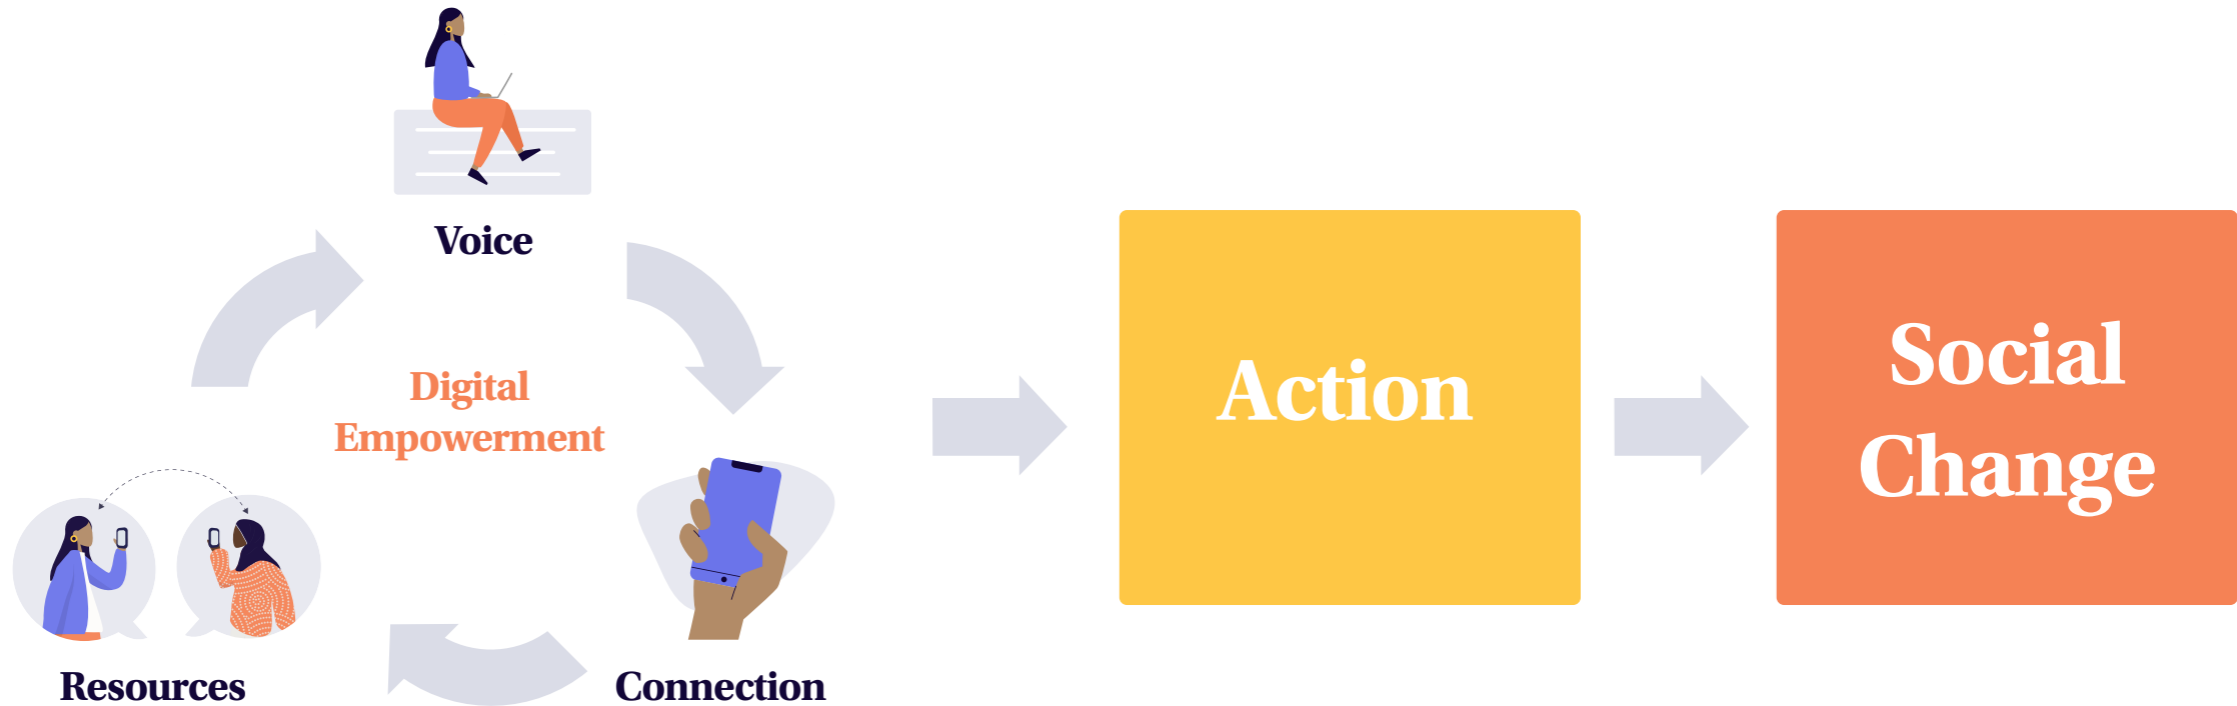 Voice
Digital
Empowerment
Resources
Connection
Action
Social
Change